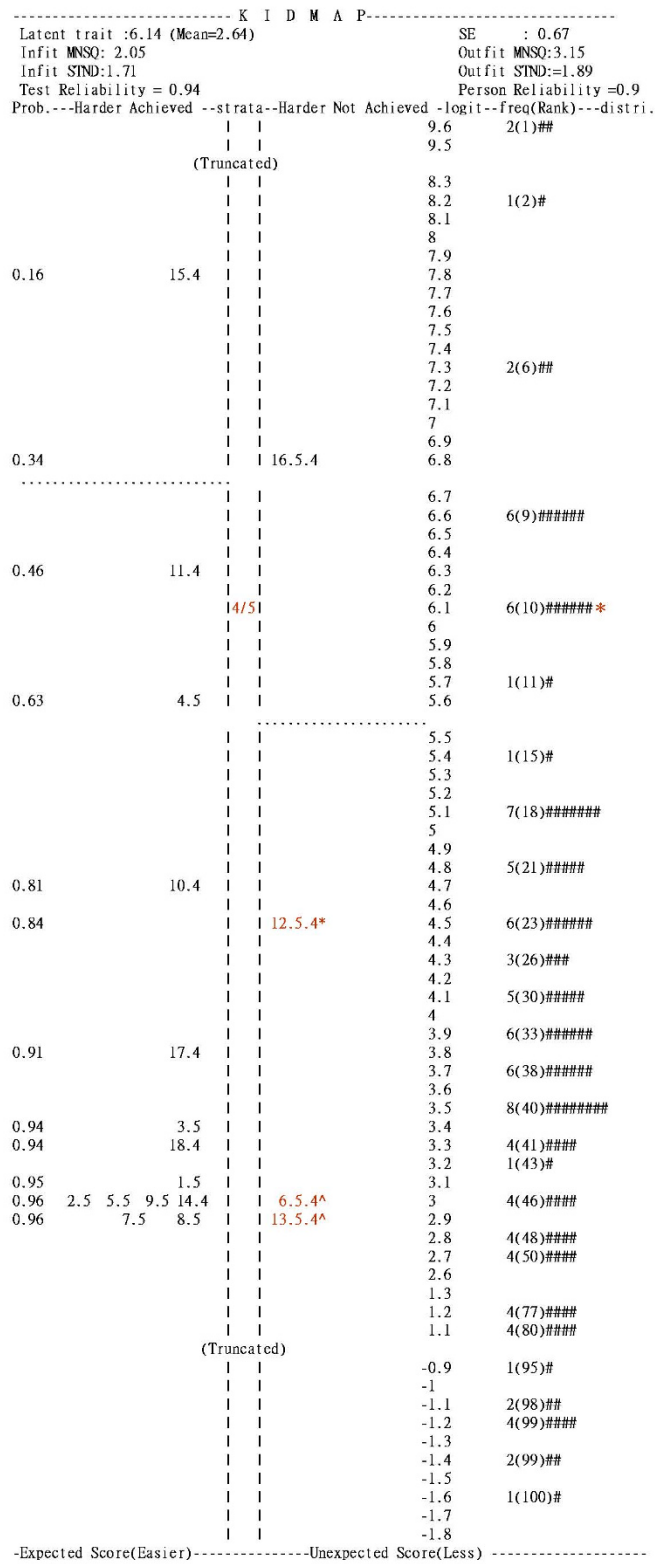 ---------------------------- K I D M A P--------------------------------
Latent trait :6.14 (Mean=2.64) SE : 0.67
Infit MNSQ: 2.05 Outfit MNSQ:3.15
Infit STND:1.71 Outfit STND:=1.89
Test Reliability = 0.94 Person Reliability =0.9
Prob.---Harder Achieved --strata--Harder Not Achieved -logit--freq(Rank)---distri.
| | 9.6 2(1)##
| | 9.5
(Truncated)
| | 8.3
| | 8.2 1(2)#
| | 8.1
| | 8
| | 7.9
0.16 15.4 | | 7.8
| | 7.7
| | 7.6
| | 7.5
| | 7.4
| | 7.3 2(6)##
| | 7.2
| | 7.1
| | 7
| | 6.9
0.34 | | 16.5.4 6.8
...........................
| | 6.7
| | 6.6 6(9)######
| | 6.5
| | 6.4
0.46 11.4 | | 6.3
| | 6.2
|4/5| 6.1 6(10)######*
| | 6
| | 5.9
| | 5.8
| | 5.7 1(11)#
0.63 4.5 | | 5.6
......................
| | 5.5
| | 5.4 1(15)#
| | 5.3
| | 5.2
| | 5.1 7(18)#######
| | 5
| | 4.9
| | 4.8 5(21)#####
0.81 10.4 | | 4.7
| | 4.6
0.84 | | 12.5.4* 4.5 6(23)######
| | 4.4
| | 4.3 3(26)###
| | 4.2
| | 4.1 5(30)#####
| | 4
| | 3.9 6(33)######
0.91 17.4 | | 3.8
| | 3.7 6(38)######
| | 3.6
| | 3.5 8(40)########
0.94 3.5 | | 3.4
0.94 18.4 | | 3.3 4(41)####
| | 3.2 1(43)#
0.95 1.5 | | 3.1
0.96 2.5 5.5 9.5 14.4 | | 6.5.4^ 3 4(46)####
0.96 7.5 8.5 | | 13.5.4^ 2.9
| | 2.8 4(48)####
| | 2.7 4(50)####
| | 2.6
| | 1.3
| | 1.2 4(77)####
| | 1.1 4(80)####
(Truncated)
| | -0.9 1(95)#
| | -1
| | -1.1 2(98)##
| | -1.2 4(99)####
| | -1.3
| | -1.4 2(99)##
| | -1.5
| | -1.6 1(100)#
| | -1.7
| | -1.8
-Expected Score(Easier)---------------Unexpected Score(Less) --------------------